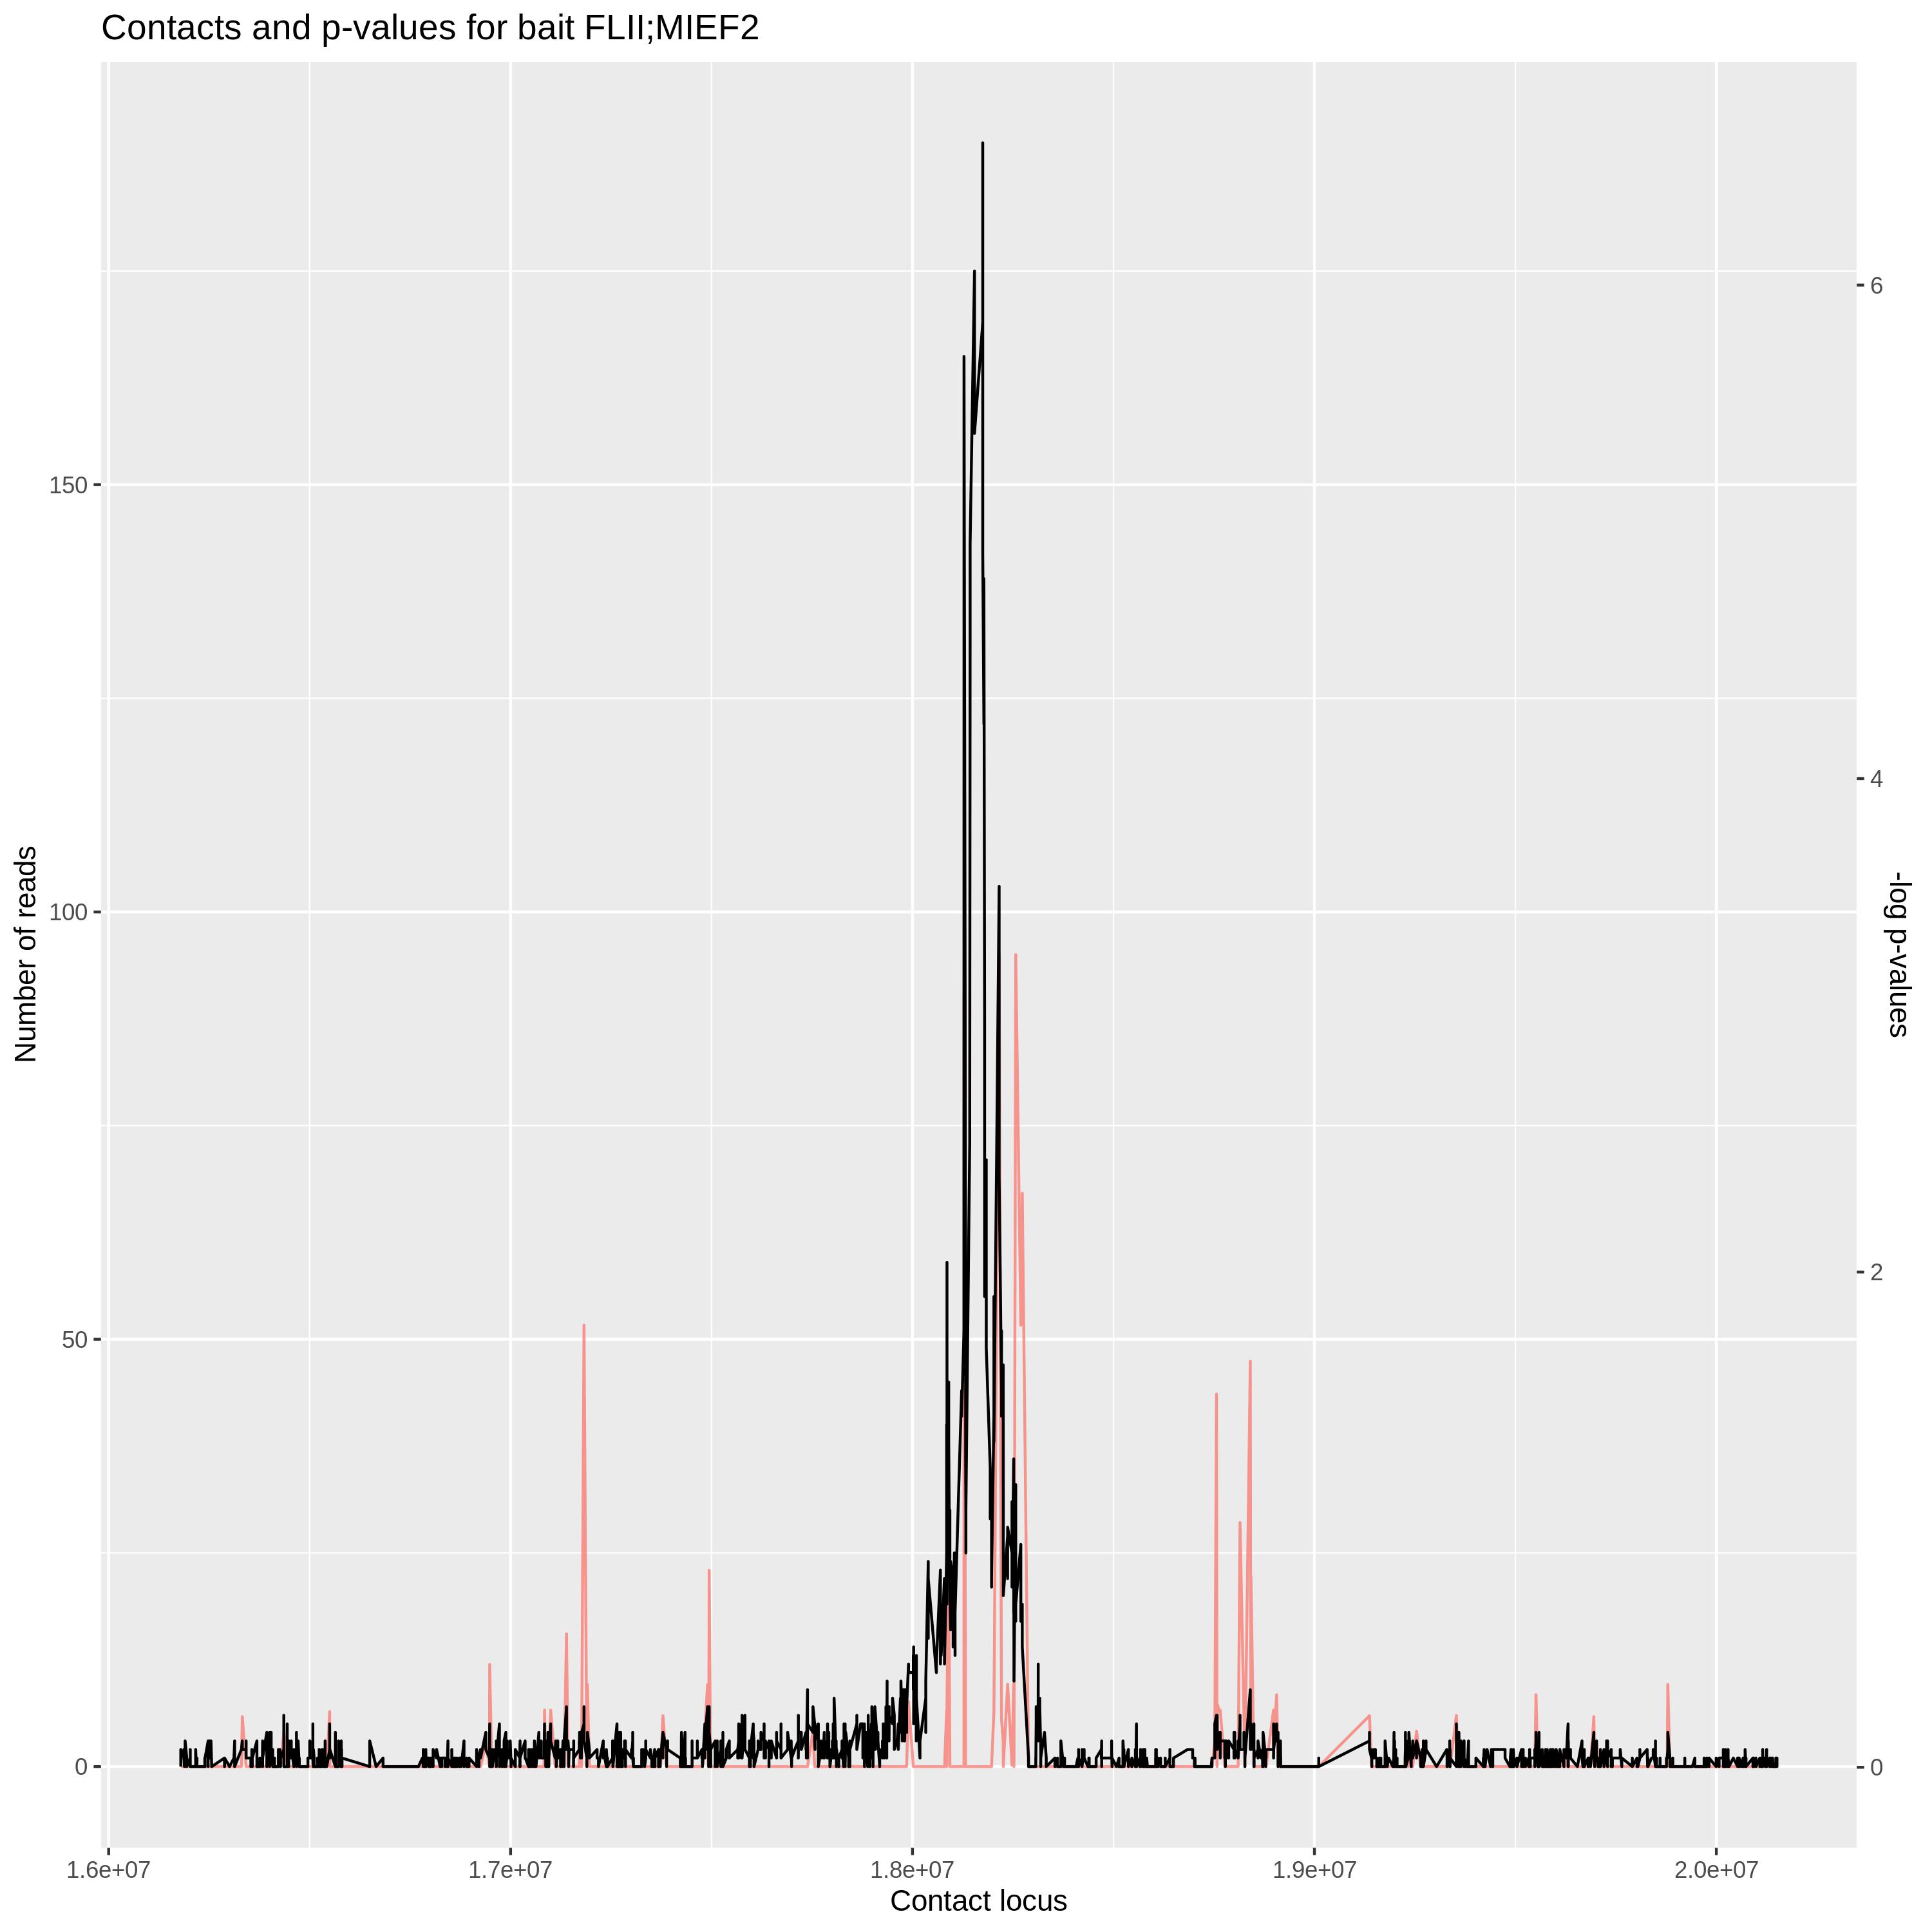 Contacts and p-values for bait FLII;MIEF2
Number of reads
150
100
50
0
6
4
2
0
-log p-values
1.6e+07
1.7e+07
1.8e+07
1.9e+07
2.0e+07
Contact locus